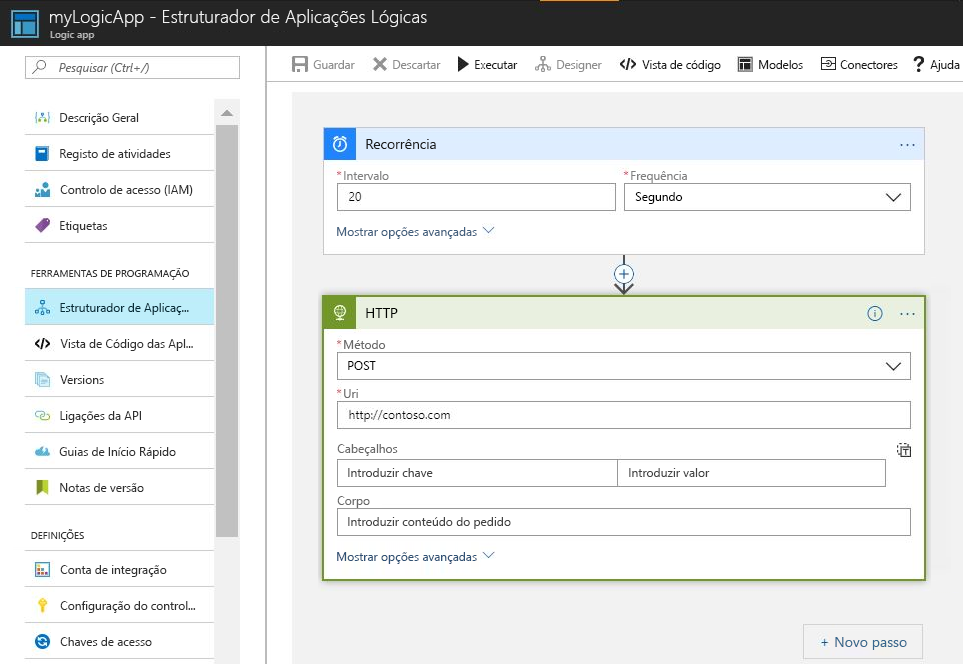 myLogicApp - Estruturador de Aplicações Lógicas
Logic app
Pesquisar (Ctrl+/)
Descrição Geral
Registo de atividades
Controlo de acesso (IAM)
Etiquetas
FERRAMENTAS DE PROGRAMAÇÃO
Estruturador de Aplicaç...
Vista de Código das Apl...
Versions
Ligações da API
Guias de Início Rápido
Notas de versão
DEFINIÇÕES
Conta de integração
Configuração do control...
Chaves de acesso
Guardar Descartar Executar Designer Vista de código Modelos Conectores ? Ajuda
Recorrência ...
*Intervalo *Frequência
20 Segundo
Mostrar opções avançadas
HTTP ...
*Método
POST
*Uri
http://contoso.com
Cabeçalhos
Introduzir chave Introduzir valor
Corpo
Introduzir conteúdo do pedido
Mostrar opções avançadas
+ Novo passo